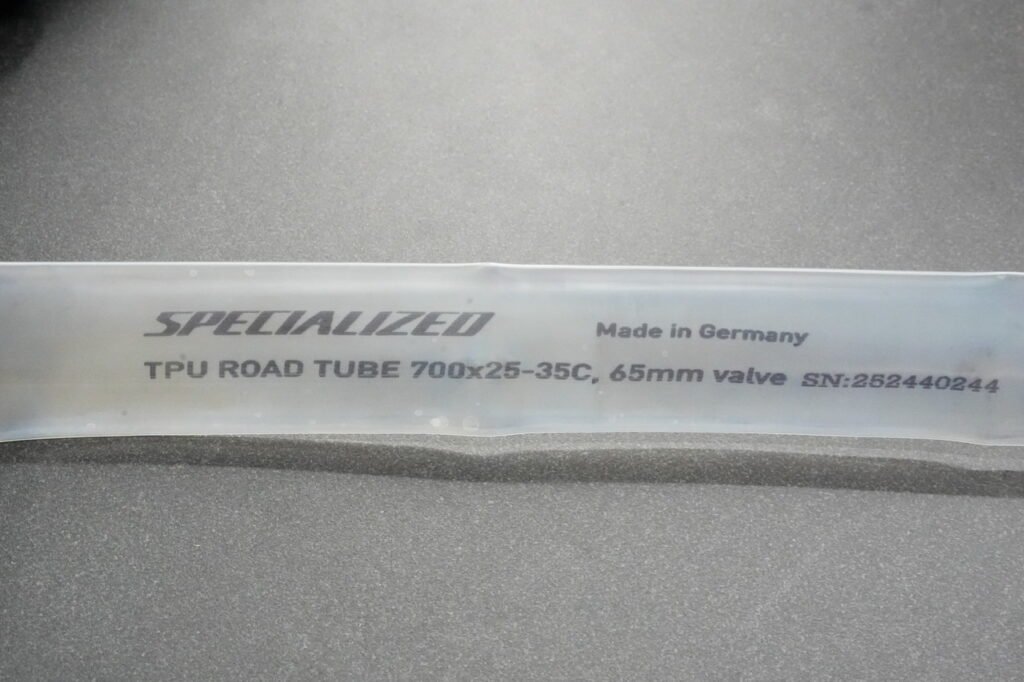 SPECIALIZED Made in Germany
TPU ROAD TUBE 700x25-35C, 65mm valve SN:252440244